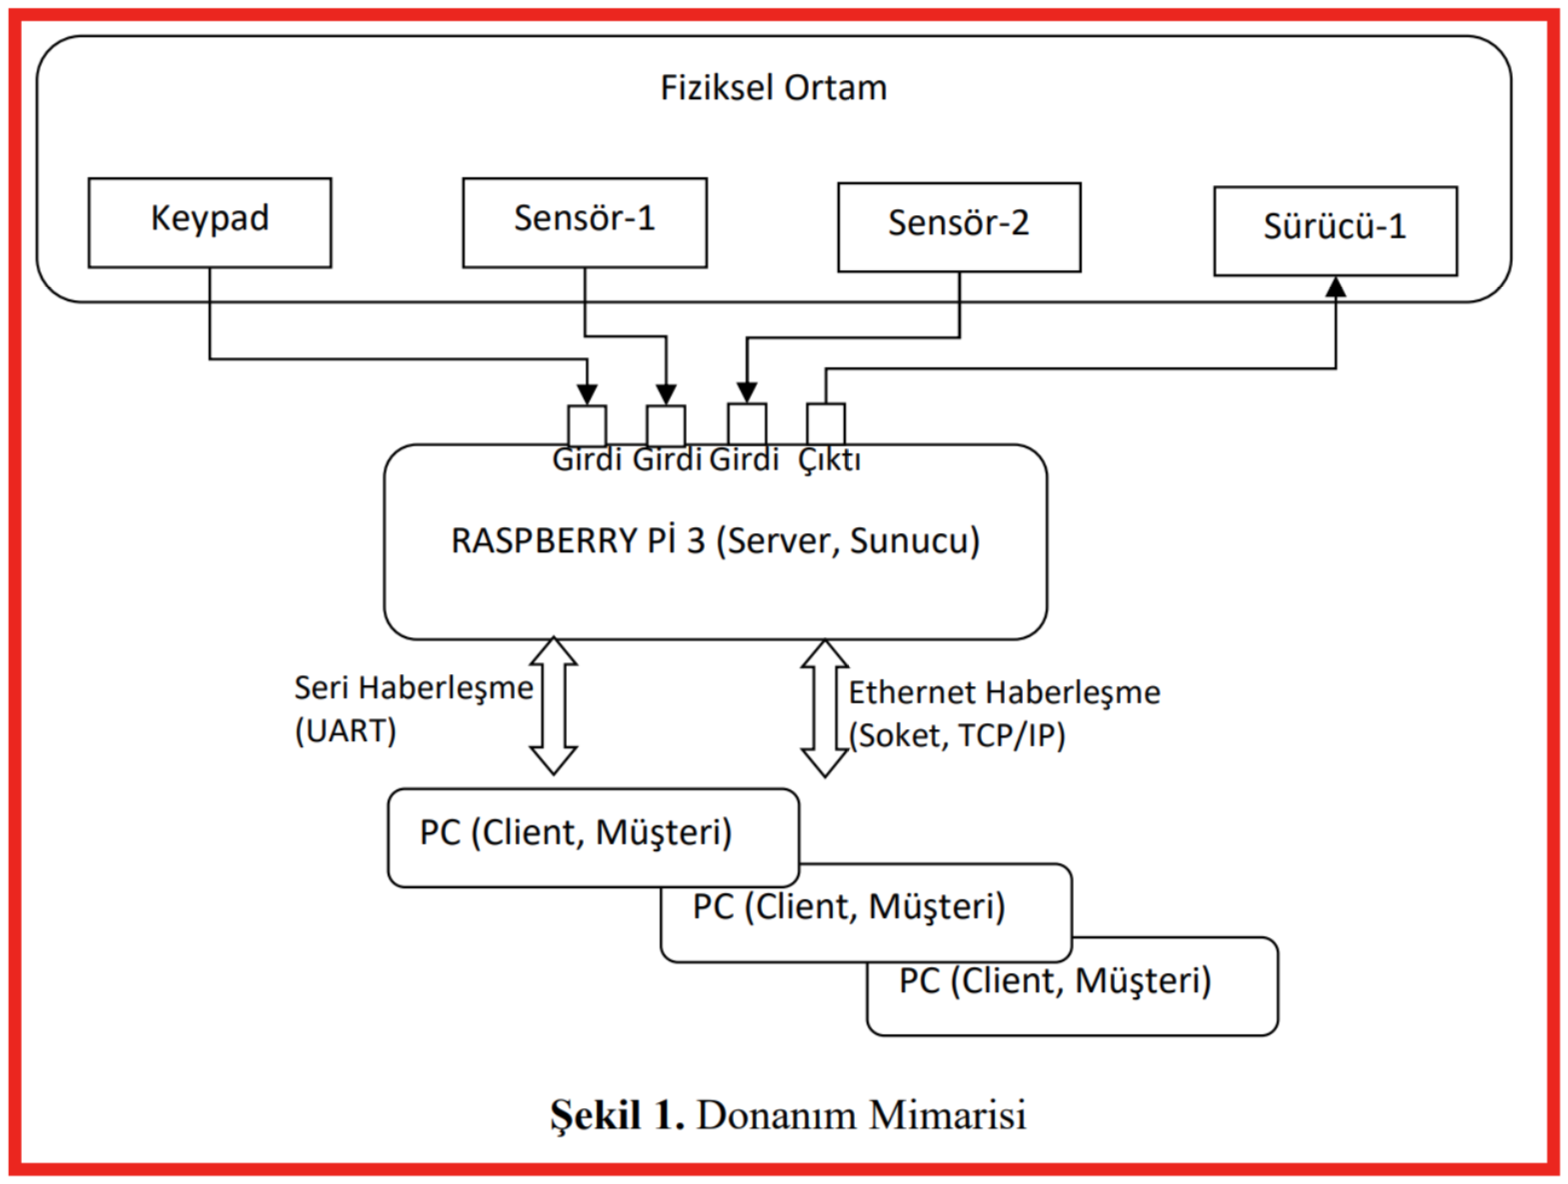 Fiziksel Ortam
Keypad
Sensör-1
Sensör-2
Sürücü-1
Girdi Girdi Girdi Çıktı
RASPBERRY Pİ 3 (Server, Sunucu)
Seri Haberleşme
(UART)
Ethernet Haberleşme
(Soket, TCP/IP)
PC (Client, Müşteri)
PC (Client, Müşteri)
PC (Client, Müşteri)
Şekil 1. Donanım Mimarisi